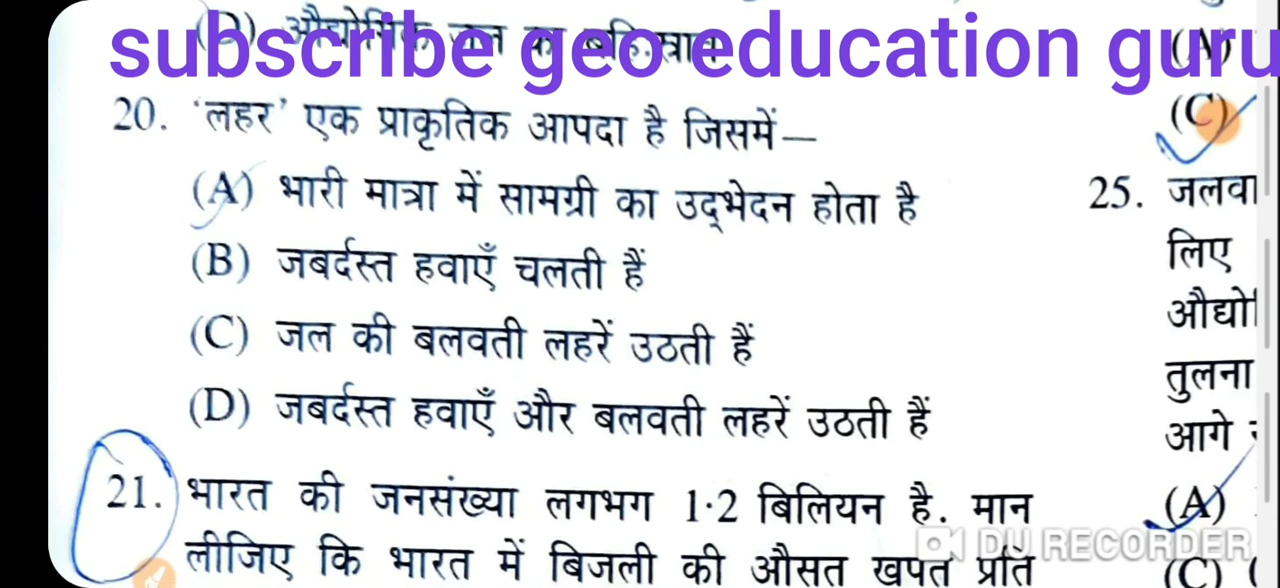 subscribe geo education guru
(D) औद्योगिक जल का
(A)
20. 'लहर' एक प्राकृतिक आपदा है जिसमें—
(C)
(A) भारी मात्रा में सामग्री का उद्भेदन होता है
(B) जबर्दस्त हवाएँ चलती हैं
(C) जल की बलवती लहरें उठती हैं
(D) जबर्दस्त हवाएँ और बलवती लहरें उठती हैं
21. भारत की जनसंख्या लगभग 1·2 बिलियन है. मान
लीजिए कि भारत में बिजली की औसत खपत प्रति
25. जलवा
लिए
औद्यो
तुलना
आगे
(A)
(C)
DU RECORDER